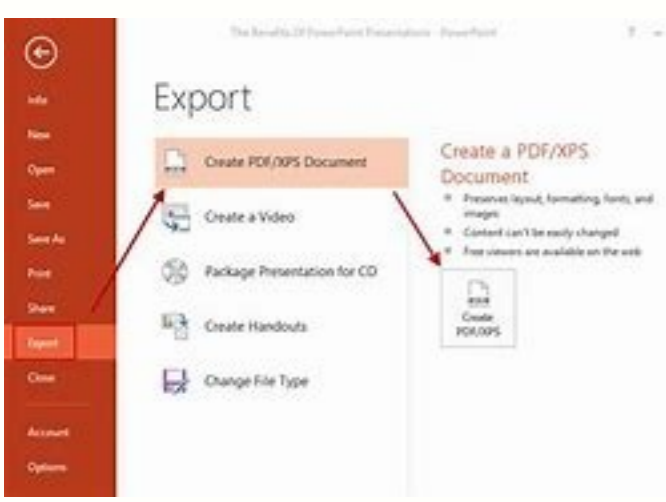 The Benefits Of PowerPoint Presentations - PowerPoint
?
Info
New
Open
Save
Save As
Print
Share
Export
Close
Account
Options
Export
Create PDF/XPS Document
Create a Video
Package Presentation for CD
Create Handouts
Change File Type
Create a PDF/XPS
Document
Preserves layout, formatting, fonts, and
images
Content can't be easily changed
Free viewers are available on the web
Create
PDF/XPS